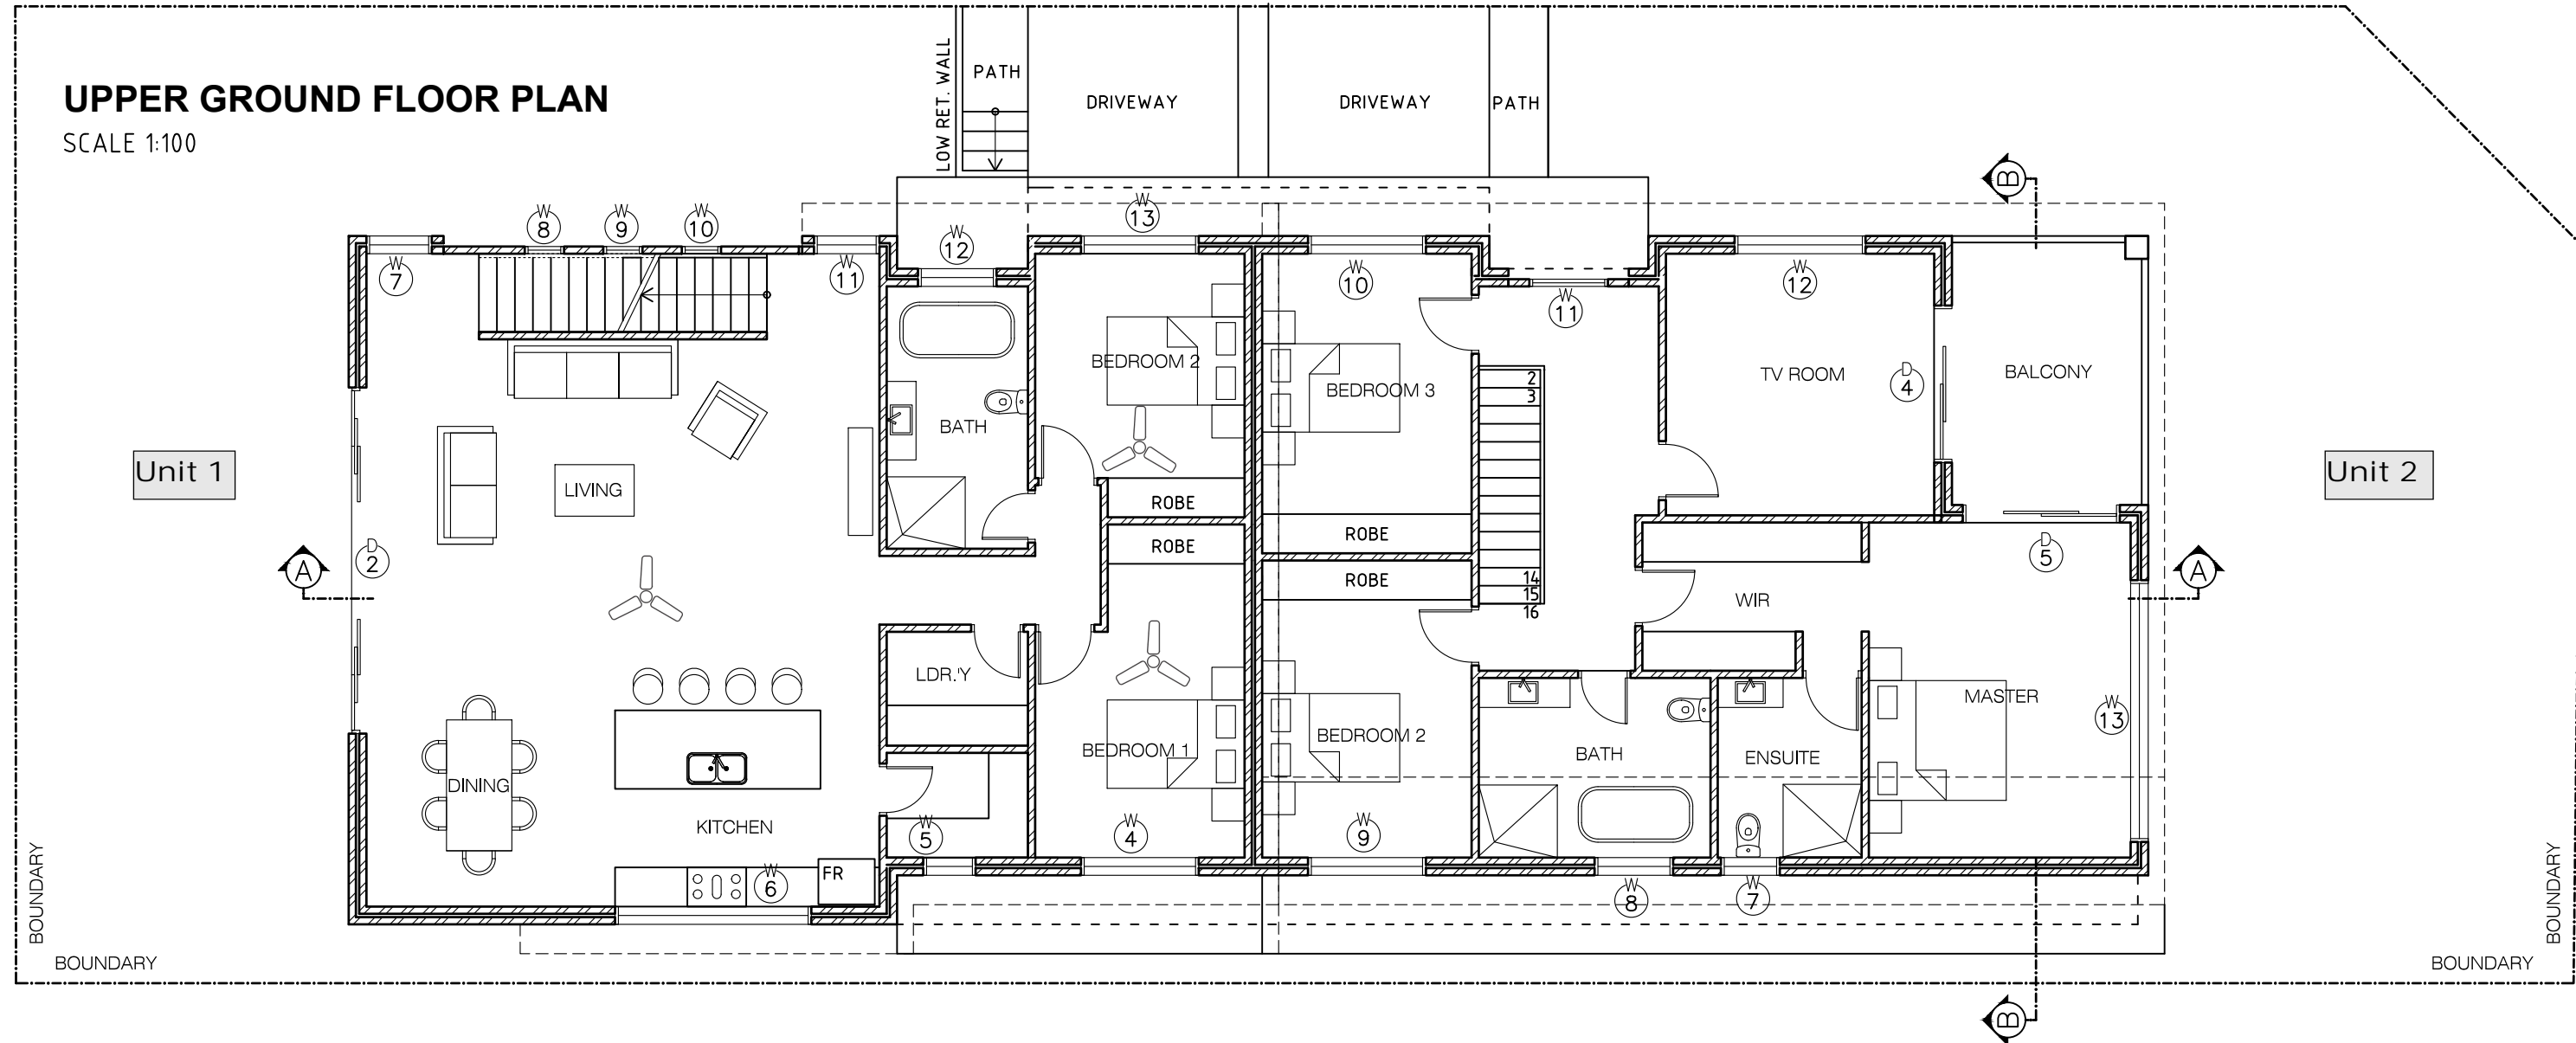 UPPER GROUND FLOOR PLAN
SCALE 1:100
LOW RET. WALL
PATH
DRIVEWAY
DRIVEWAY
PATH
B
W
8
W
9
W
10
W
13
W
12
W
7
W
11
W
10
W
11
W
12
BEDROOM 2
BEDROOM 3
2
3
TV ROOM
D
4
BALCONY
BATH
Unit 1
LIVING
Unit 2
ROBE
ROBE
ROBE
ROBE
A
D
2
D
5
A
14
15
16
WIR
LDR.'Y
MASTER
W
13
BEDROOM 1
BEDROOM 2
BATH
ENSUITE
DINING
KITCHEN
W
5
W
4
W
9
FR
W
6
W
8
W
7
BOUNDARY
BOUNDARY
BOUNDARY
BOUNDARY
B